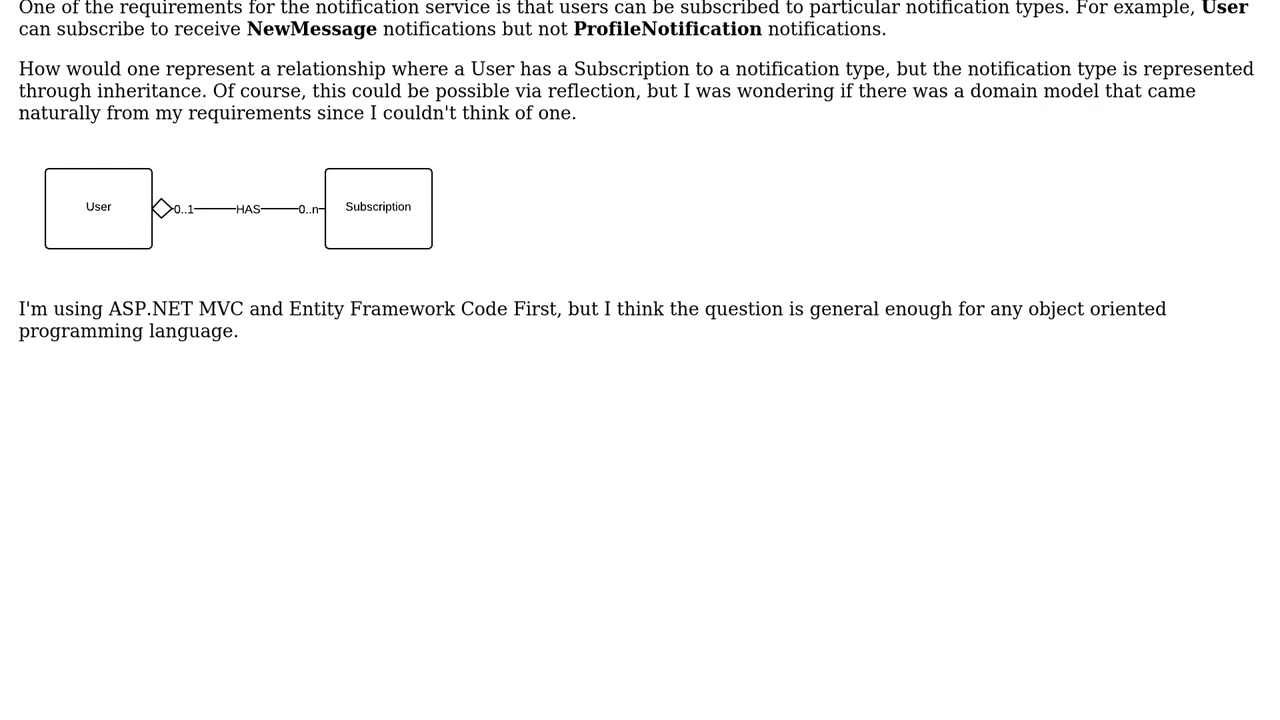 One of the requirements for the notification service is that users can be subscribed to particular notification types. For example, User
can subscribe to receive NewMessage notifications but not ProfileNotification notifications.
How would one represent a relationship where a User has a Subscription to a notification type, but the notification type is represented
through inheritance. Of course, this could be possible via reflection, but I was wondering if there was a domain model that came
naturally from my requirements since I couldn't think of one.
User 0..1 HAS 0..n Subscription
I'm using ASP.NET MVC and Entity Framework Code First, but I think the question is general enough for any object oriented
programming language.